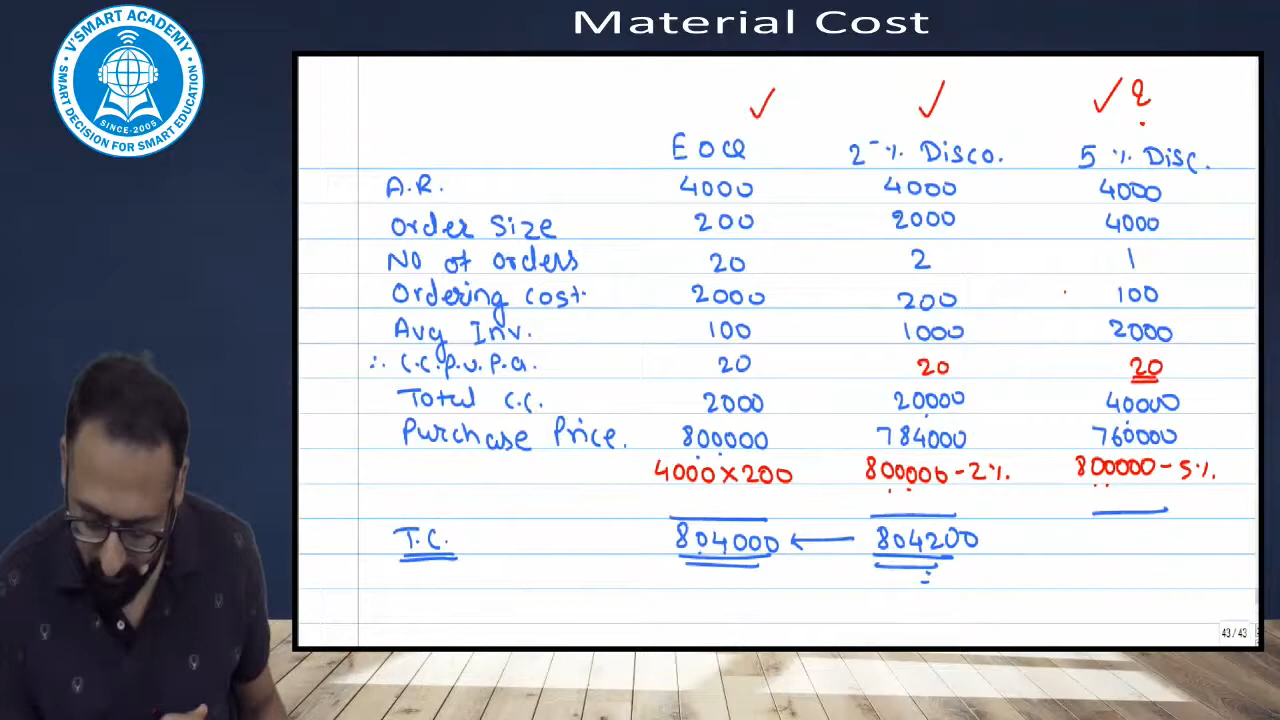 Material Cost
V'SMART ACADEMY
SINCE-2005
SMART DECISION FOR SMART EDUCATION
EOQ 2% Disco. 5% Disc.
A.R. 4000 4000 4000
Order Size 200 2000 4000
No of orders 20 2 1
Ordering cost. 2000 200 100
Avg Inv. 100 1000 2000
∴ C.C.p.u.p.a. 20 20 20
Total C.C. 2000 20000 40000
Purchase Price. 800000 784000 760000
4000×200 800000-2% 800000-5%
T.C. 804000 ← 804200
43/43